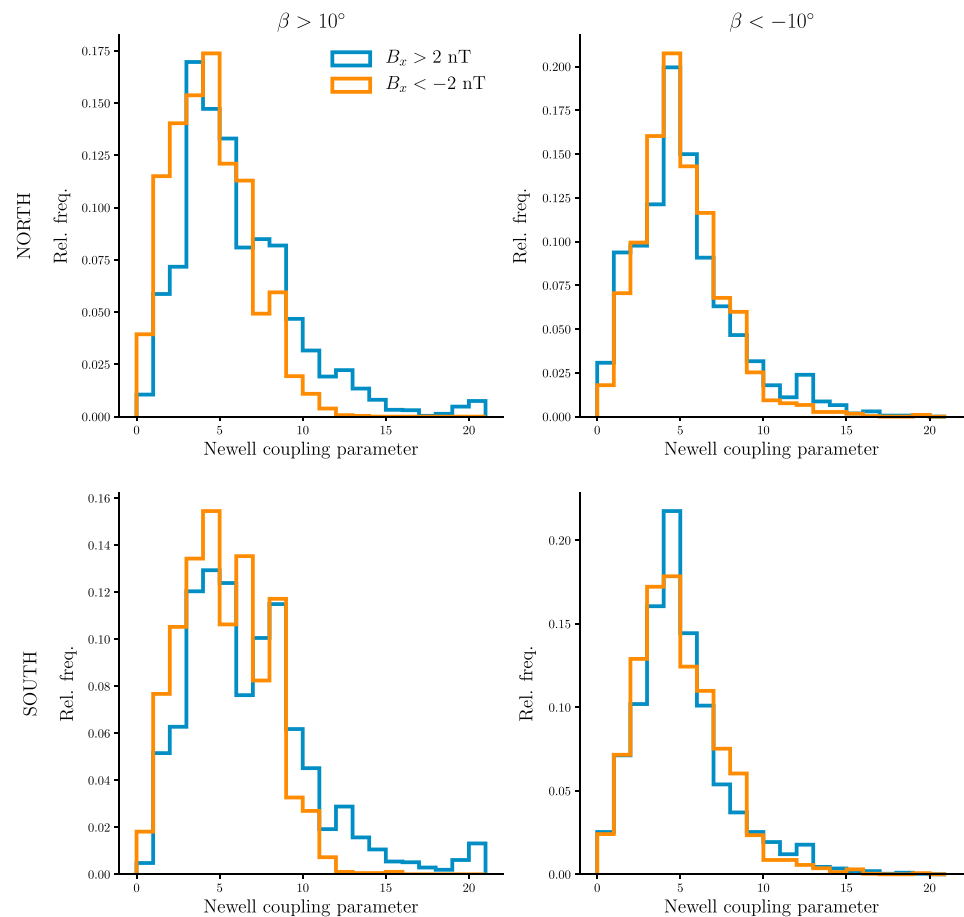 β > 10°
β < −10°
B_x > 2 nT
B_x < −2 nT
NORTH
Rel. freq.
0.175
0.150
0.125
0.100
0.075
0.050
0.025
0.000
0 5 10 15 20
Newell coupling parameter
Rel. freq.
0.200
0.175
0.150
0.125
0.100
0.075
0.050
0.025
0.000
0 5 10 15 20
Newell coupling parameter
SOUTH
Rel. freq.
0.16
0.14
0.12
0.10
0.08
0.06
0.04
0.02
0.00
0 5 10 15 20
Newell coupling parameter
Rel. freq.
0.20
0.15
0.10
0.05
0.00
0 5 10 15 20
Newell coupling parameter